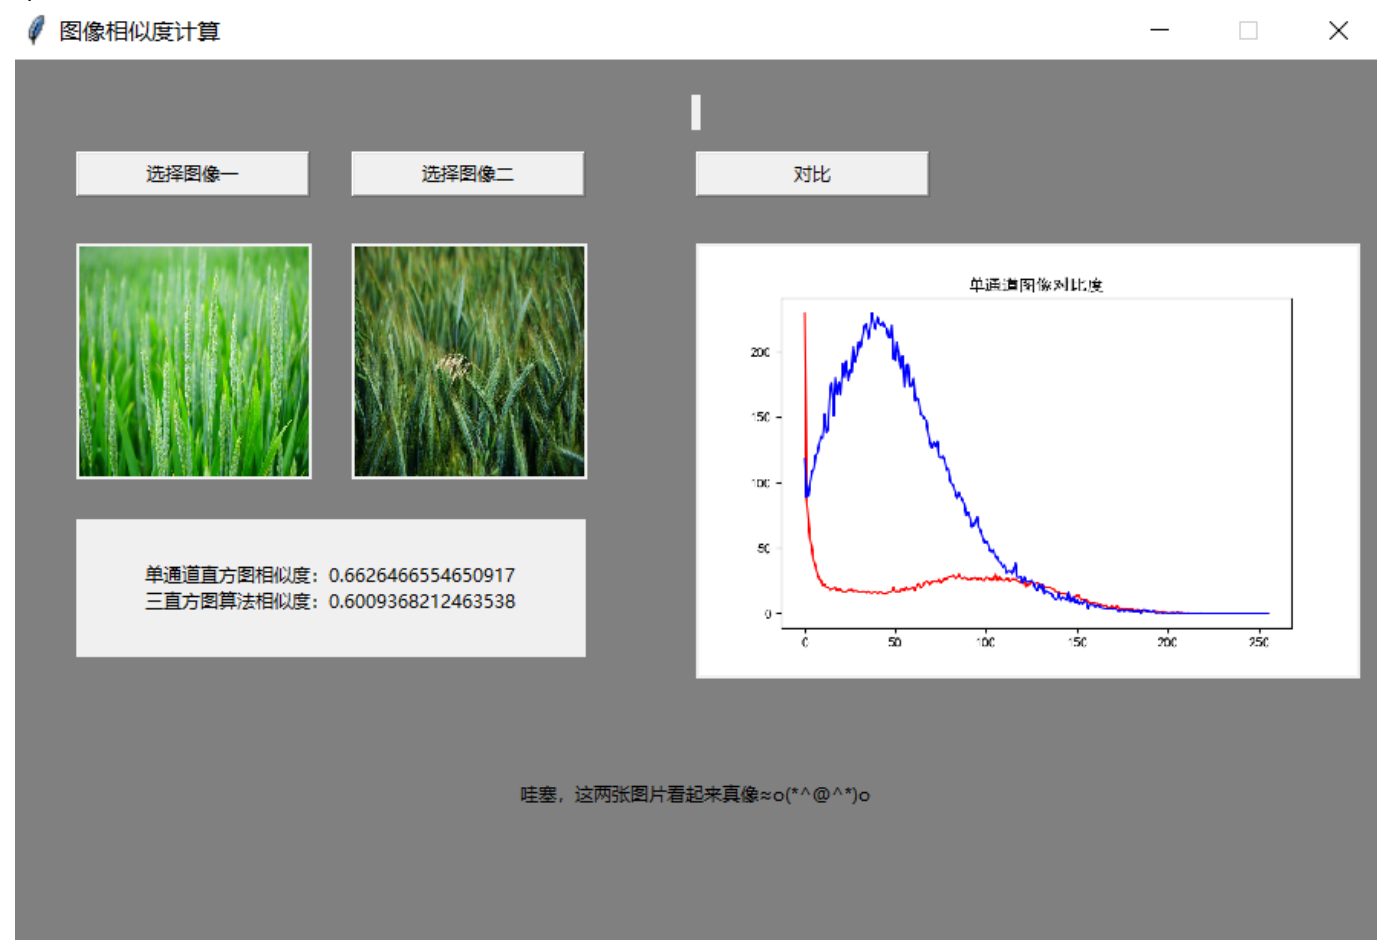 图像相似度计算
选择图像一
选择图像二
对比
单通道图像对比度
200
150
100
50
0
0
50
100
150
200
250
单通道直方图相似度：0.6626466554650917
三直方图算法相似度：0.6009368212463538
哇塞，这两张图片看起来真像≈o(*^@^*)o